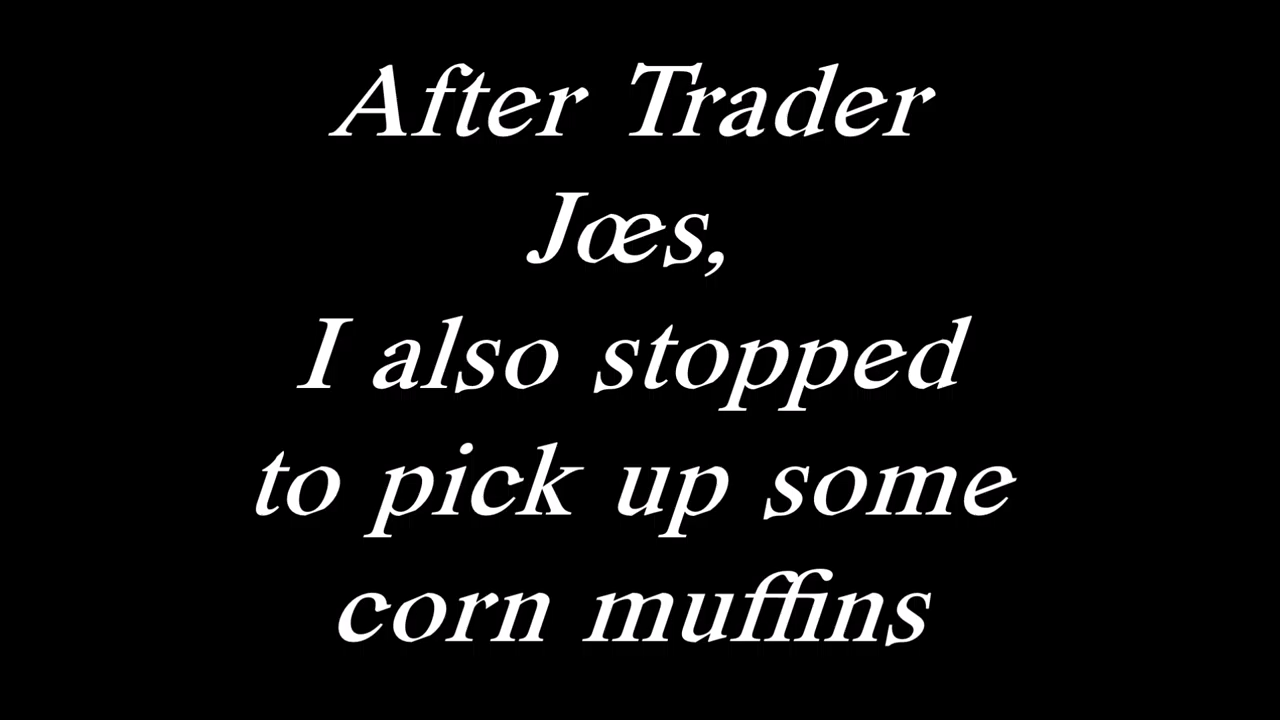 After Trader
Jœs,
I also stopped
to pick up some
corn muffins